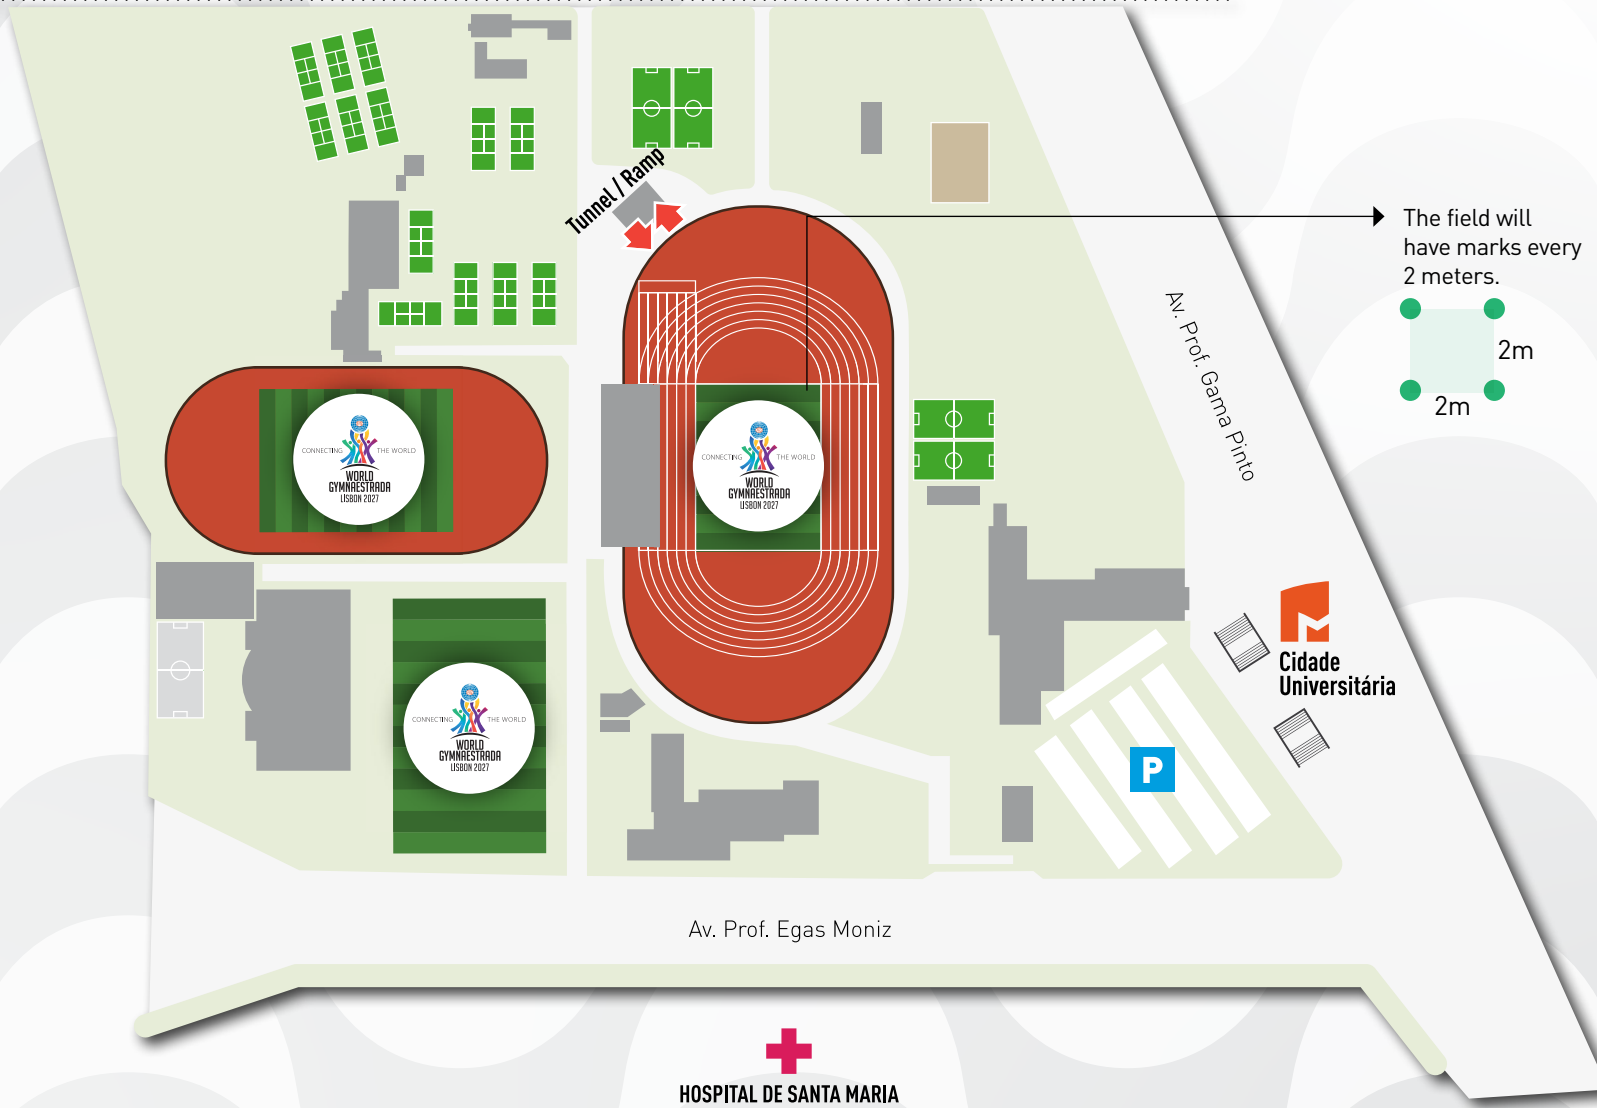 Tunnel / Ramp
The field will
have marks every
2 meters.
2m
2m
Av. Prof. Gama Pinto
CONNECTING THE WORLD
WORLD
GYMNAESTRADA
LISBON 2027
CONNECTING THE WORLD
WORLD
GYMNAESTRADA
LISBON 2027
Cidade
Universitária
CONNECTING THE WORLD
WORLD
GYMNAESTRADA
LISBON 2027
P
Av. Prof. Egas Moniz
HOSPITAL DE SANTA MARIA